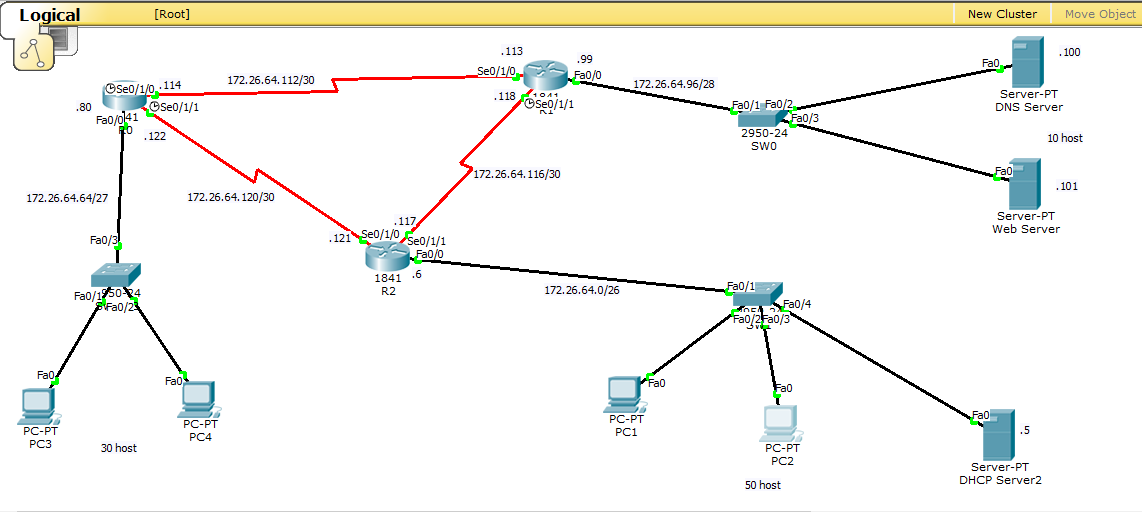 Logical
[Root]
New Cluster
Move Object
.113
.99
Se0/1/0
Fa0/0
172.26.64.112/30
.114
Se0/1/0
Se0/1/1
.80
41
Fa0/0
R0
.122
.118
1841
Se0/1/1
R1
172.26.64.96/28
Fa0/1
Fa0/2
Fa0/3
2950-24
SW0
Fa0
.100
Server-PT
DNS Server
10 host
Fa0
.101
Server-PT
Web Server
172.26.64.64/27
172.26.64.120/30
172.26.64.116/30
.117
.121
Se0/1/0
Se0/1/1
Fa0/0
.6
1841
R2
172.26.64.0/26
Fa0/3
950-24
Fa0/1
Fa0/2
Fa0/1
Fa0/4
Fa0/2
Fa0/3
Fa0
Fa0
PC-PT
PC3
PC-PT
PC4
30 host
Fa0
PC-PT
PC1
Fa0
PC-PT
PC2
50 host
Fa0
.5
Server-PT
DHCP Server2